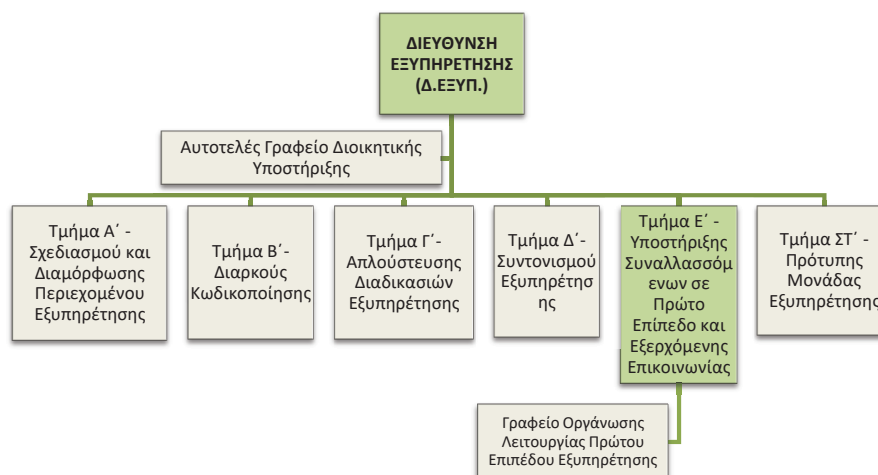 ΔΙΕΥΘΥΝΣΗ
ΕΞΥΠΗΡΕΤΗΣΗΣ
(Δ.ΕΞΥΠ.)
Αυτοτελές Γραφείο Διοικητικής
Υποστήριξης
Τμήμα Α΄ -
Σχεδιασμού και
Διαμόρφωσης
Περιεχομένου
Εξυπηρέτησης
Τμήμα Β΄-
Διαρκούς
Κωδικοποίησης
Τμήμα Γ΄-
Απλούστευσης
Διαδικασιών
Εξυπηρέτησης
Τμήμα Δ΄-
Συντονισμού
Εξυπηρέτησ
ης
Τμήμα Ε΄ -
Υποστήριξης
Συναλλασσόμ
ενων σε
Πρώτο
Επίπεδο και
Εξερχόμενης
Επικοινωνίας
Τμήμα ΣΤ΄ -
Πρότυπης
Μονάδας
Εξυπηρέτησης
Γραφείο Οργάνωσης
Λειτουργίας Πρώτου
Επιπέδου Εξυπηρέτησης